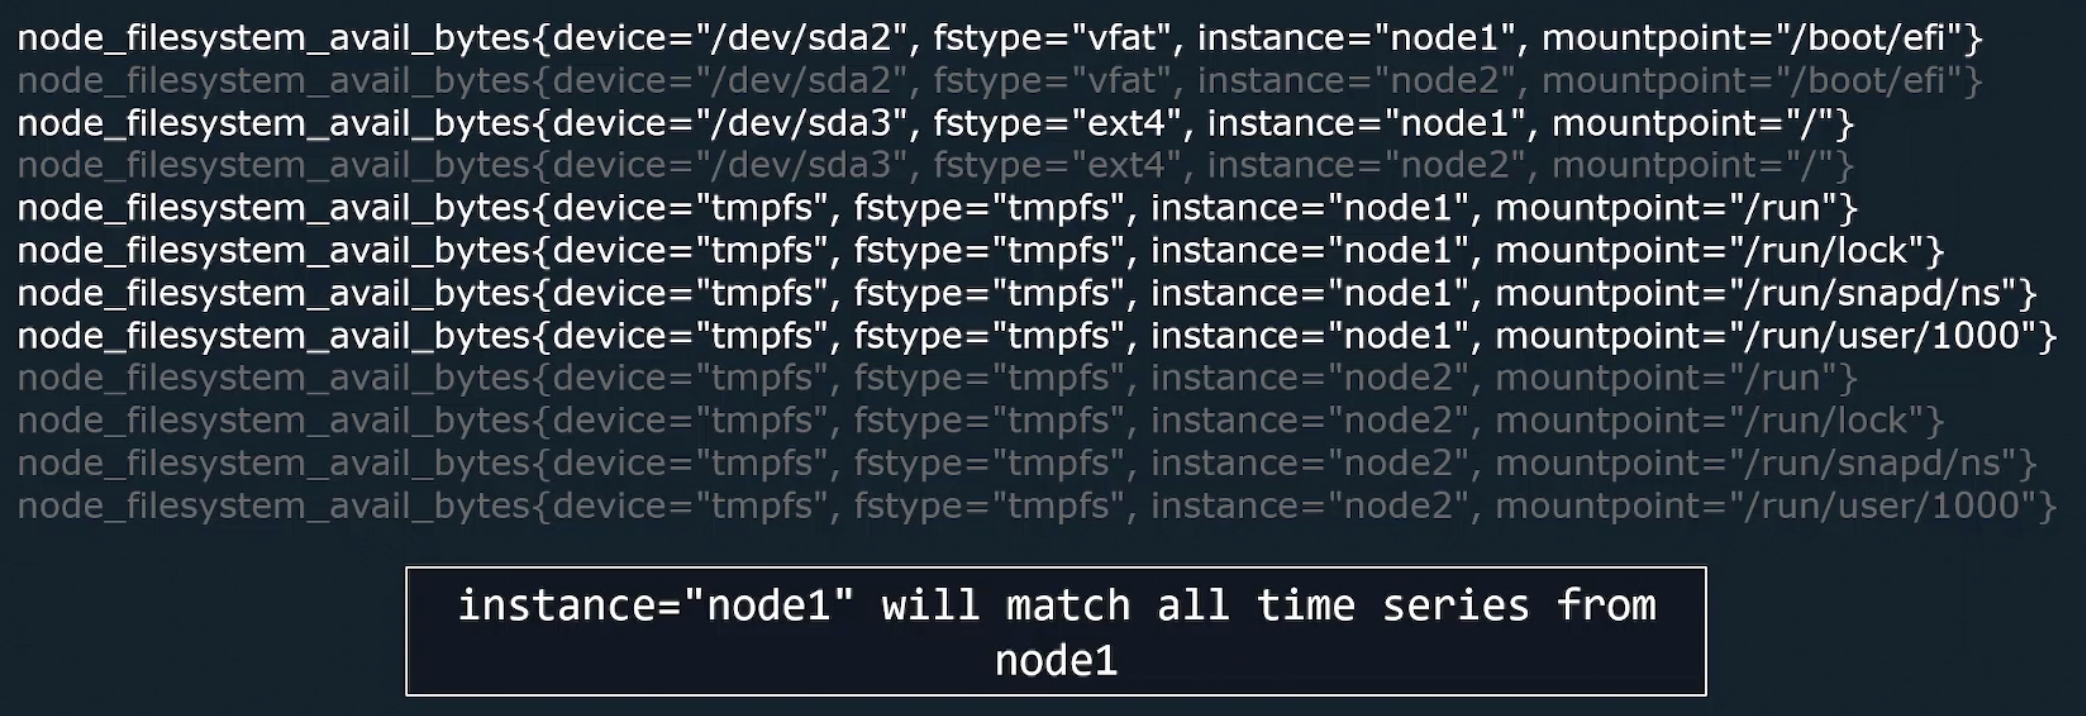 node_filesystem_avail_bytes{device="/dev/sda2", fstype="vfat", instance="node1", mountpoint="/boot/efi"}
node_filesystem_avail_bytes{device="/dev/sda2", fstype="vfat", instance="node2", mountpoint="/boot/efi"}
node_filesystem_avail_bytes{device="/dev/sda3", fstype="ext4", instance="node1", mountpoint="/"}
node_filesystem_avail_bytes{device="/dev/sda3", fstype="ext4", instance="node2", mountpoint="/"}
node_filesystem_avail_bytes{device="tmpfs", fstype="tmpfs", instance="node1", mountpoint="/run"}
node_filesystem_avail_bytes{device="tmpfs", fstype="tmpfs", instance="node1", mountpoint="/run/lock"}
node_filesystem_avail_bytes{device="tmpfs", fstype="tmpfs", instance="node1", mountpoint="/run/snapd/ns"}
node_filesystem_avail_bytes{device="tmpfs", fstype="tmpfs", instance="node1", mountpoint="/run/user/1000"}
node_filesystem_avail_bytes{device="tmpfs", fstype="tmpfs", instance="node2", mountpoint="/run"}
node_filesystem_avail_bytes{device="tmpfs", fstype="tmpfs", instance="node2", mountpoint="/run/lock"}
node_filesystem_avail_bytes{device="tmpfs", fstype="tmpfs", instance="node2", mountpoint="/run/snapd/ns"}
node_filesystem_avail_bytes{device="tmpfs", fstype="tmpfs", instance="node2", mountpoint="/run/user/1000"}
instance="node1" will match all time series from
node1